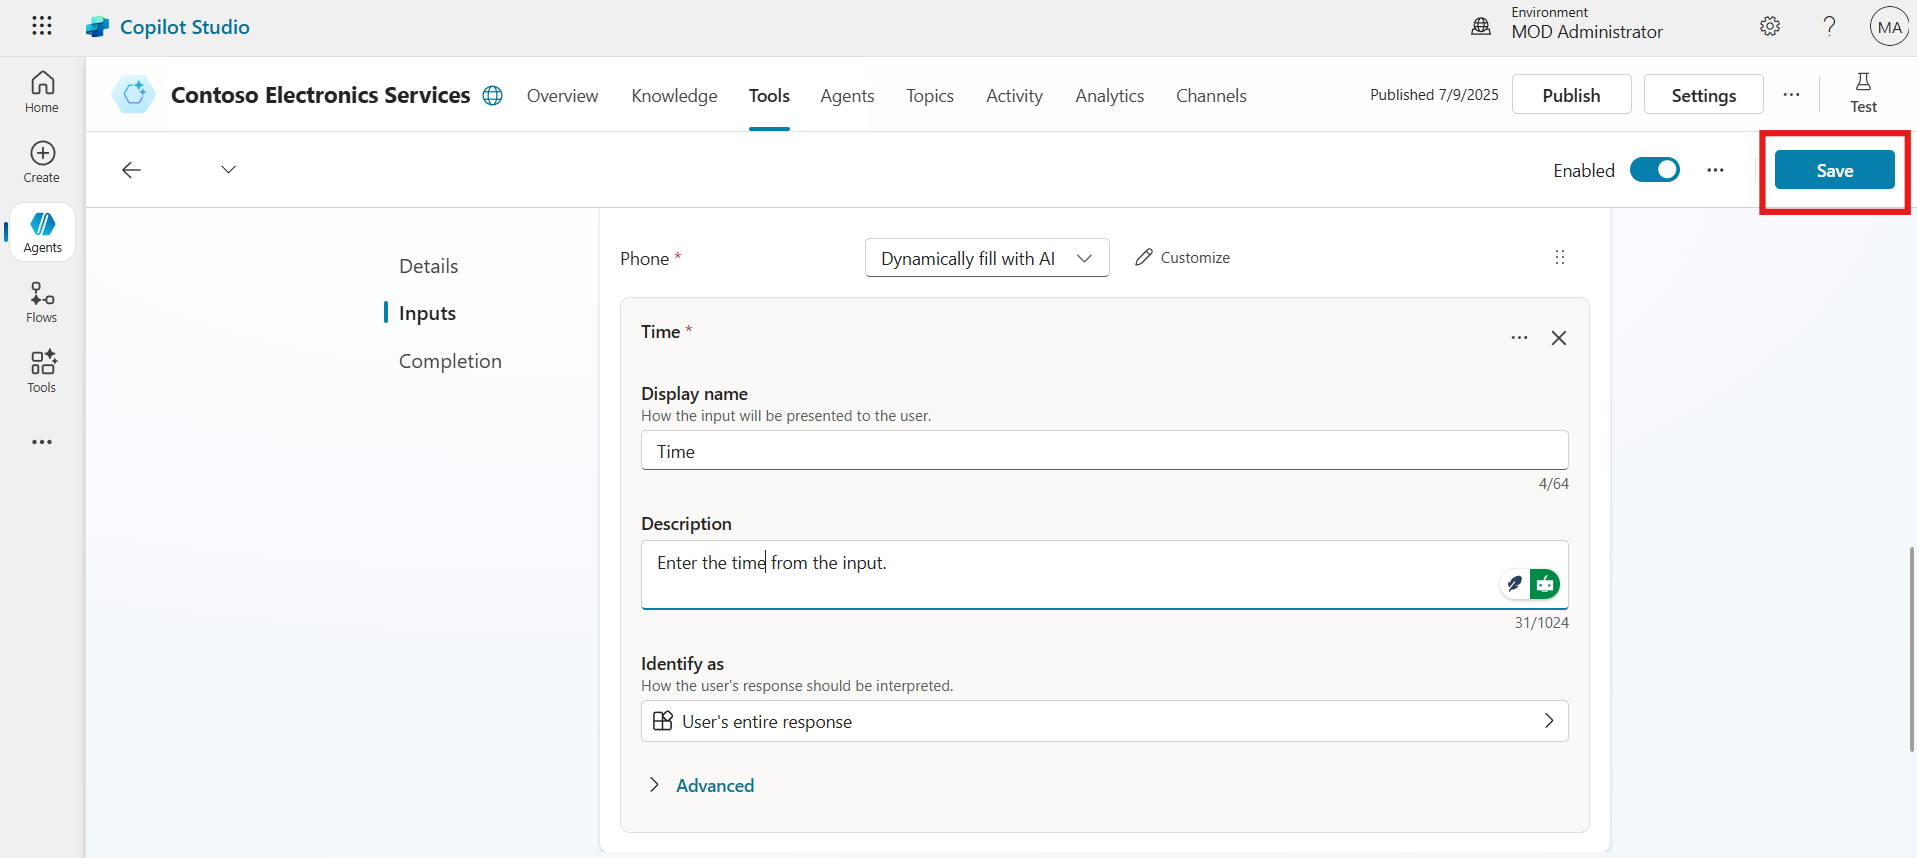 Copilot Studio
Environment
MOD Administrator
MA
Home
Create
Agents
Flows
Tools
Contoso Electronics Services
Overview
Knowledge
Tools
Agents
Topics
Activity
Analytics
Channels
Published 7/9/2025
Publish
Settings
Test
Enabled
Save
Details
Inputs
Completion
Phone *
Dynamically fill with AI
Customize
Time *
Display name
How the input will be presented to the user.
Time
4/64
Description
Enter the time from the input.
31/1024
Identify as
How the user's response should be interpreted.
User's entire response
Advanced